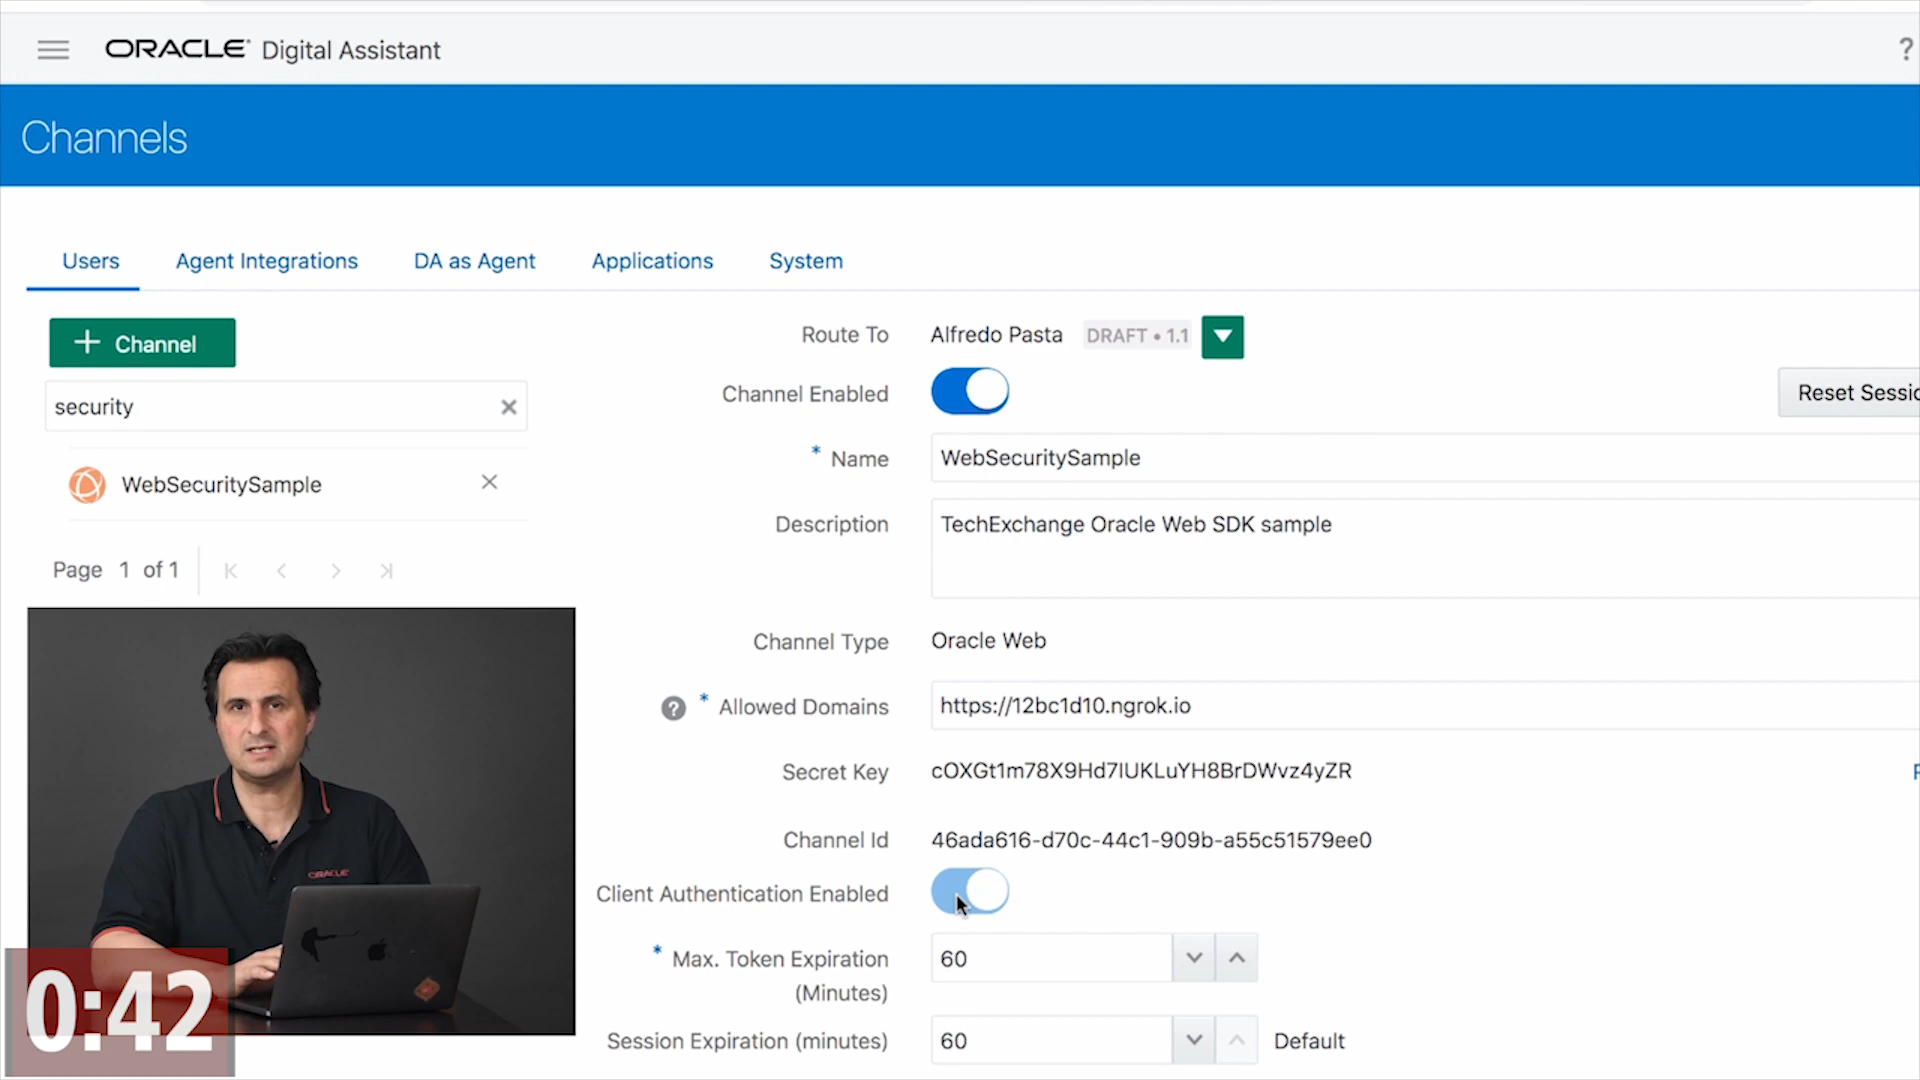 ORACLE Digital Assistant
?
Channels
Users Agent Integrations DA as Agent Applications System
+ Channel
security
WebSecuritySample
Page 1 of 1
Route To Alfredo Pasta DRAFT • 1.1
Channel Enabled
Reset Sessio
* Name WebSecuritySample
Description TechExchange Oracle Web SDK sample
Channel Type Oracle Web
? * Allowed Domains https://12bc1d10.ngrok.io
Secret Key cOXGt1m78X9Hd7lUKLuYH8BrDWvz4yZR
Channel Id 46ada616-d70c-44c1-909b-a55c51579ee0
Client Authentication Enabled
* Max. Token Expiration 60
(Minutes)
Session Expiration (minutes) 60 Default
ORACLE
0:42